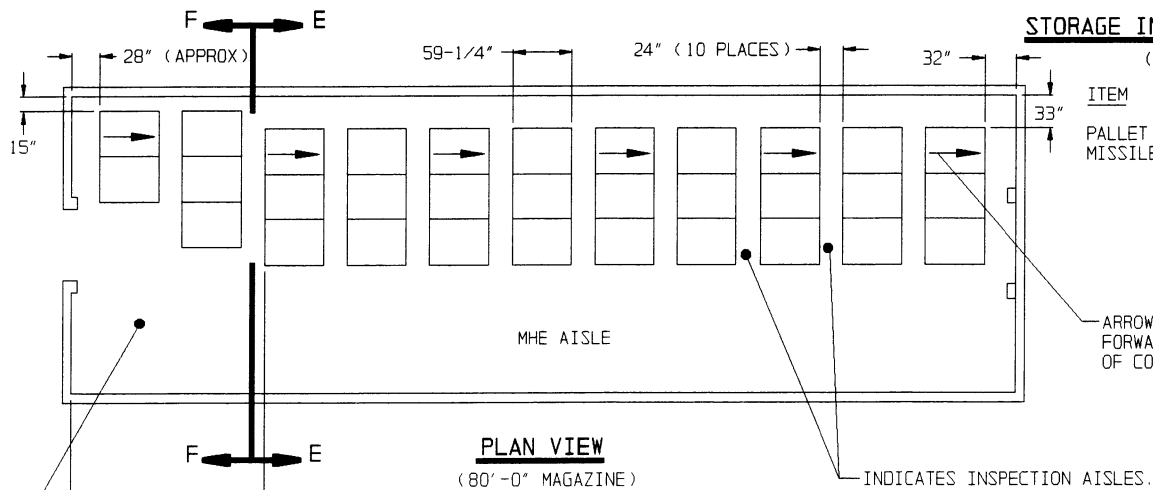 F E
STORAGE
28" (APPROX)
59-1/4"
24" (10 PLACES)
32"
(
ITEM
33"
15"
PALLET
MISSILE
MHE AISLE
ARROW
FORWA
OF CO
F E
PLAN VIEW
(80'-0" MAGAZINE)
INDICATES INSPECTION AISLES.